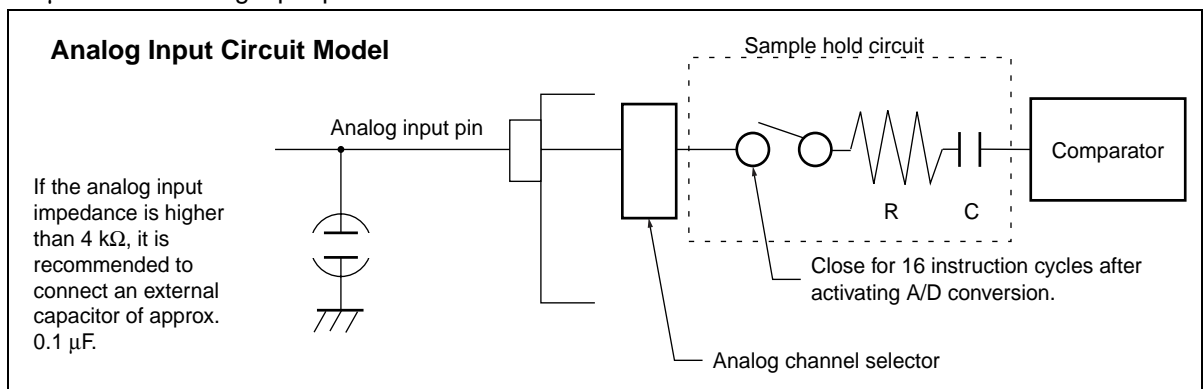 Analog Input Circuit Model
Sample hold circuit
Analog input pin
Comparator
If the analog input
impedance is higher
than 4 kΩ, it is
recommended to
connect an external
capacitor of approx.
0.1 μF.
R
C
Close for 16 instruction cycles after
activating A/D conversion.
Analog channel selector